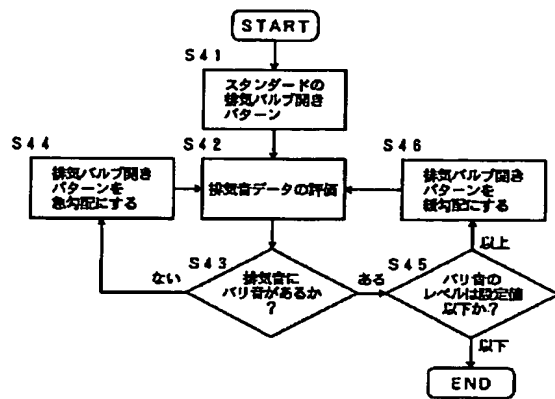 START
S41
スタンダードの
排気バルブ開き
パターン
S44
排気バルブ開き
パターンを
急勾配にする
S42
排気音データの評価
S46
排気バルブ開き
パターンを
緩勾配にする
S43
排気音に
バリ音があるか
?
ない
ある
S45
バリ音の
レベルは設定値
以下か?
以上
以下
END